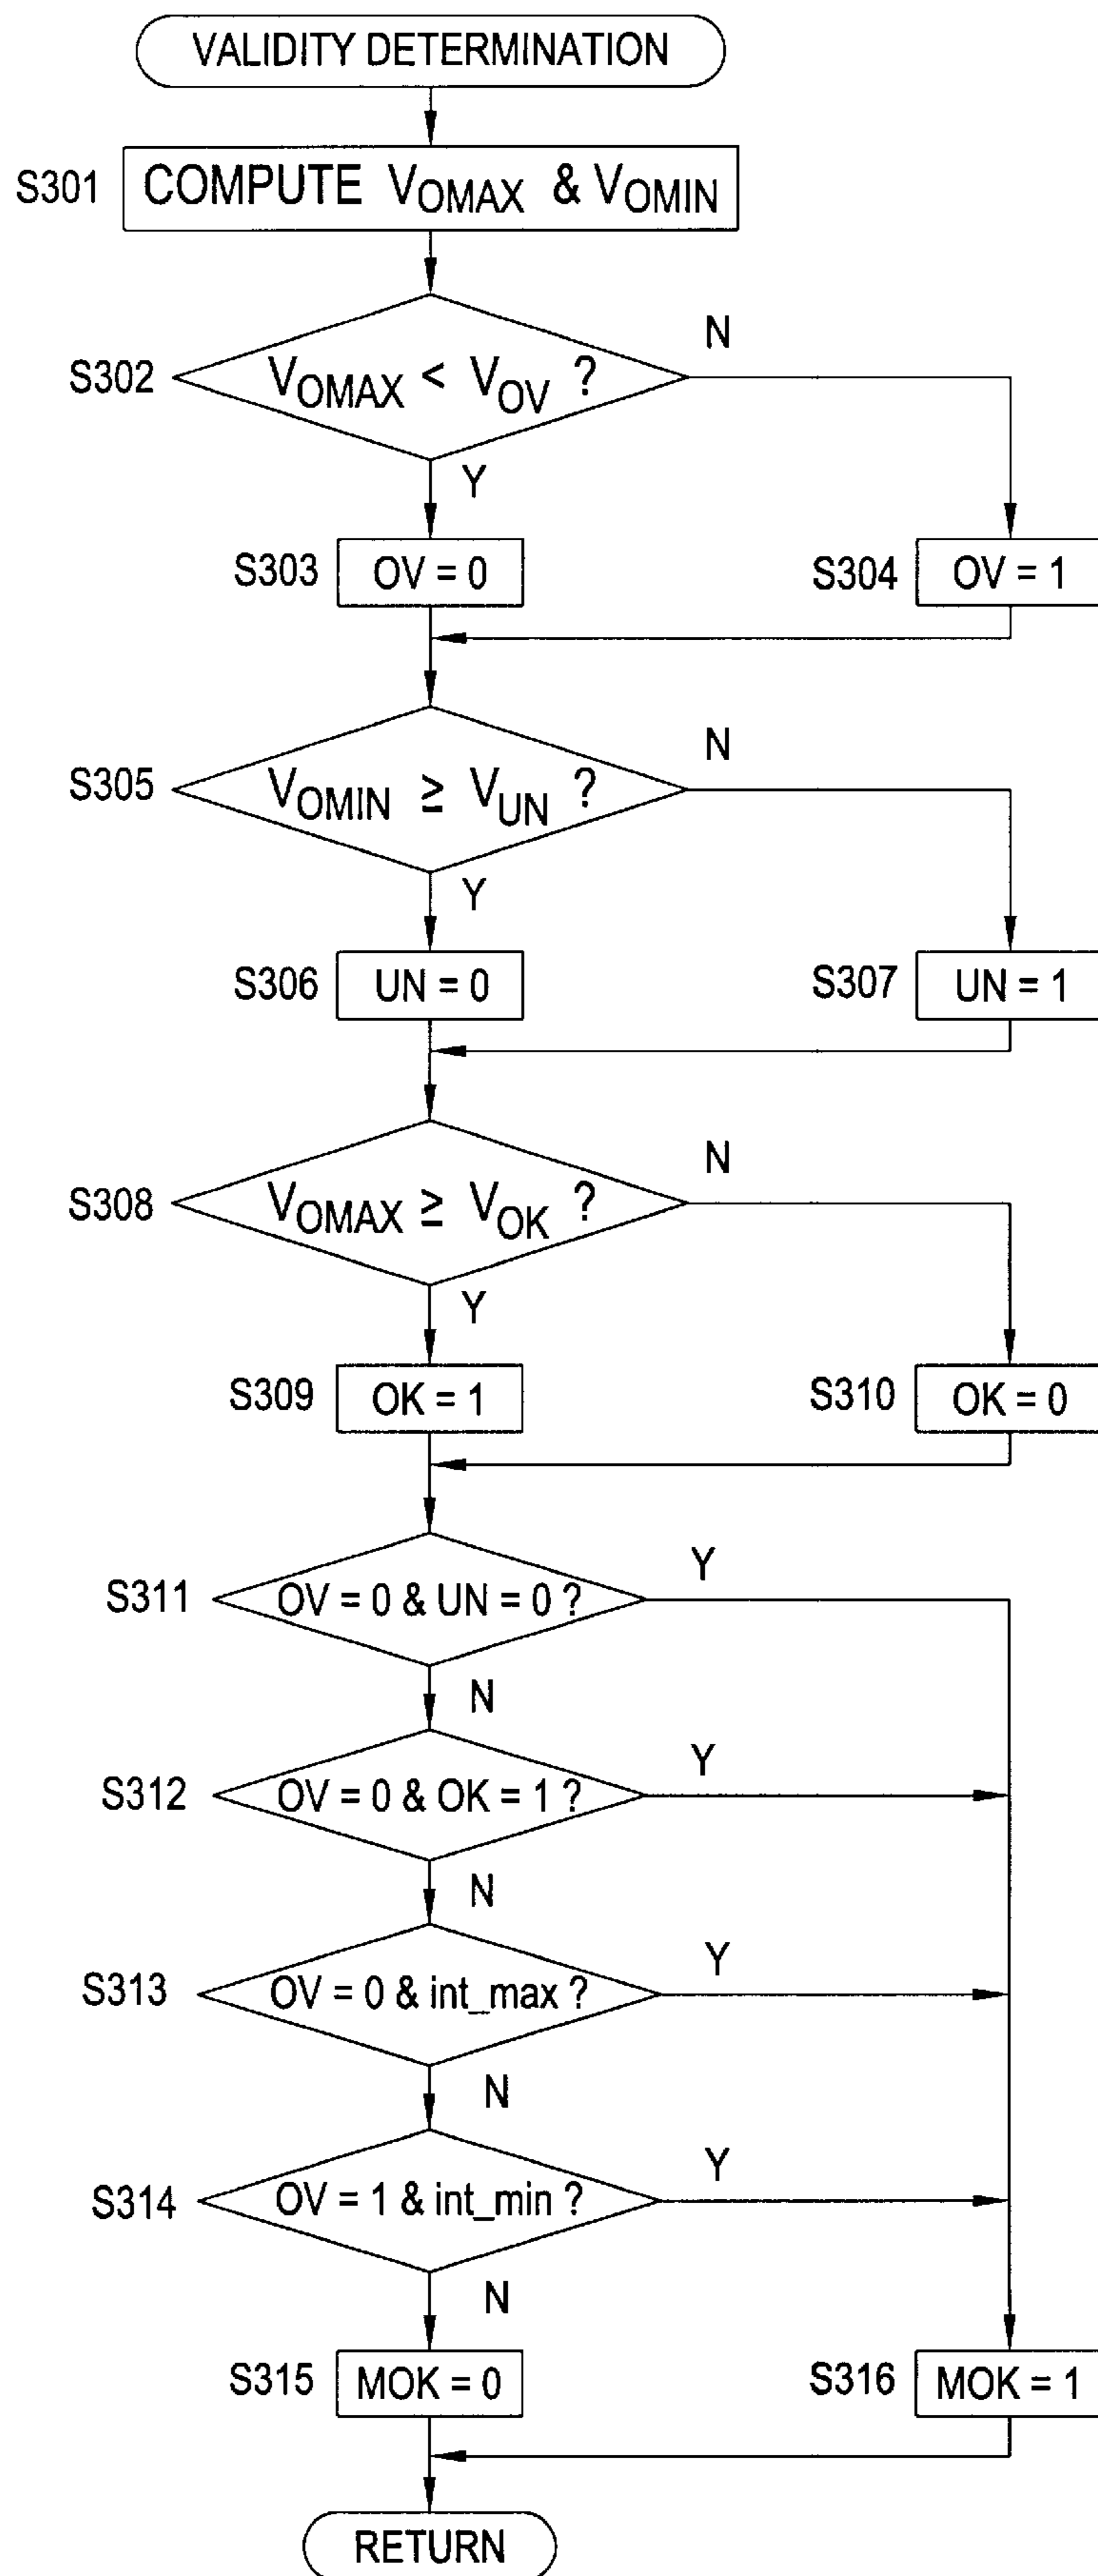 VALIDITY DETERMINATION
S301 COMPUTE VOMAX & VOMIN
S302 VOMAX < VOV ?
N
Y
S303 OV = 0
S304 OV = 1
S305 VOMIN ≥ VUN ?
N
Y
S306 UN = 0
S307 UN = 1
S308 VOMAX ≥ VOK ?
N
Y
S309 OK = 1
S310 OK = 0
S311 OV = 0 & UN = 0 ?
Y
N
S312 OV = 0 & OK = 1 ?
Y
N
S313 OV = 0 & int_max ?
Y
N
S314 OV = 1 & int_min ?
Y
N
S315 MOK = 0
S316 MOK = 1
RETURN